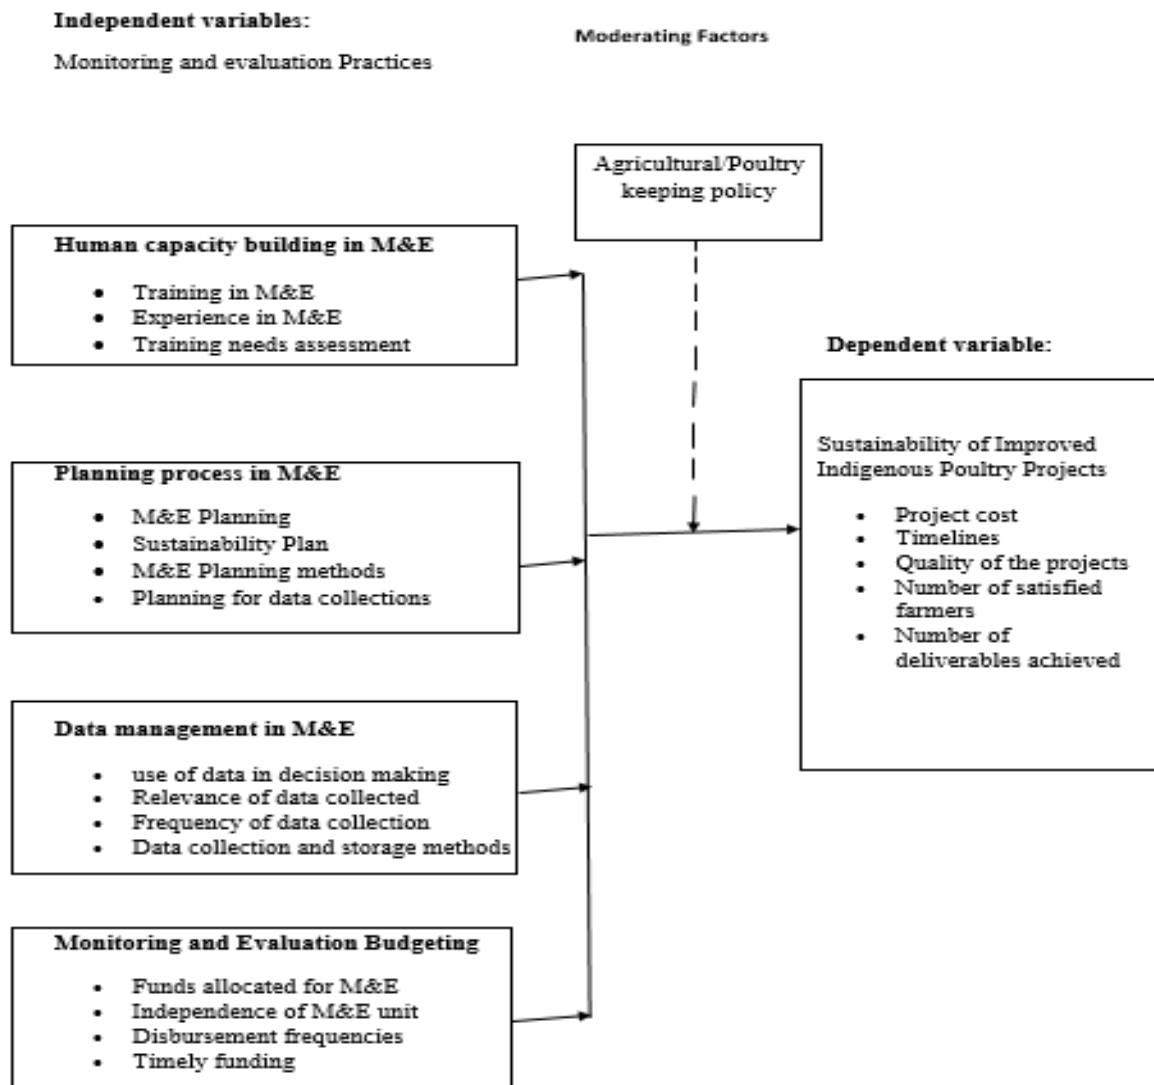 Independent variables:
Monitoring and evaluation Practices
Moderating Factors
Agricultural/Poultry
keeping policy
Human capacity building in M&E
• Training in M&E
• Experience in M&E
• Training needs assessment
Planning process in M&E
• M&E Planning
• Sustainability Plan
• M&E Planning methods
• Planning for data collections
Data management in M&E
• use of data in decision making
• Relevance of data collected
• Frequency of data collection
• Data collection and storage methods
Monitoring and Evaluation Budgeting
• Funds allocated for M&E
• Independence of M&E unit
• Disbursement frequencies
• Timely funding
Dependent variable:
Sustainability of Improved
Indigenous Poultry Projects
• Project cost
• Timelines
• Quality of the projects
• Number of satisfied
farmers
• Number of
deliverables achieved